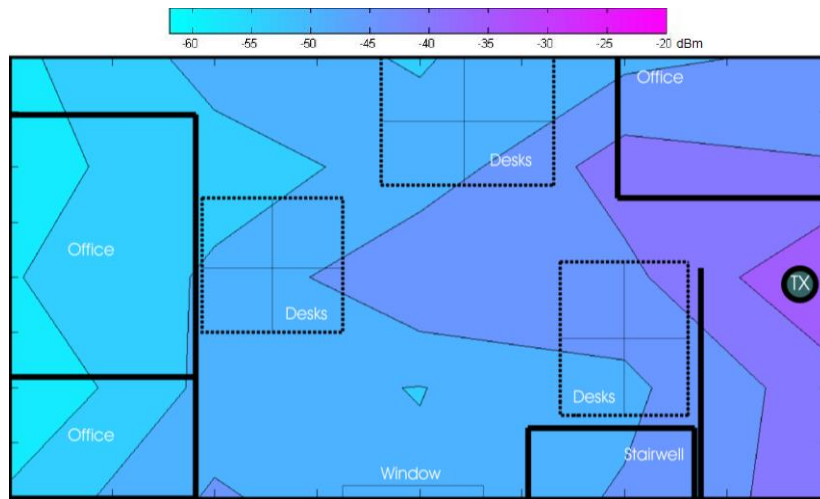 -60 -55 -50 -45 -40 -35 -30 -25 -20 dBm
Office
Desks
Office
TX
Desks
Desks
Office
Stairwell
Window